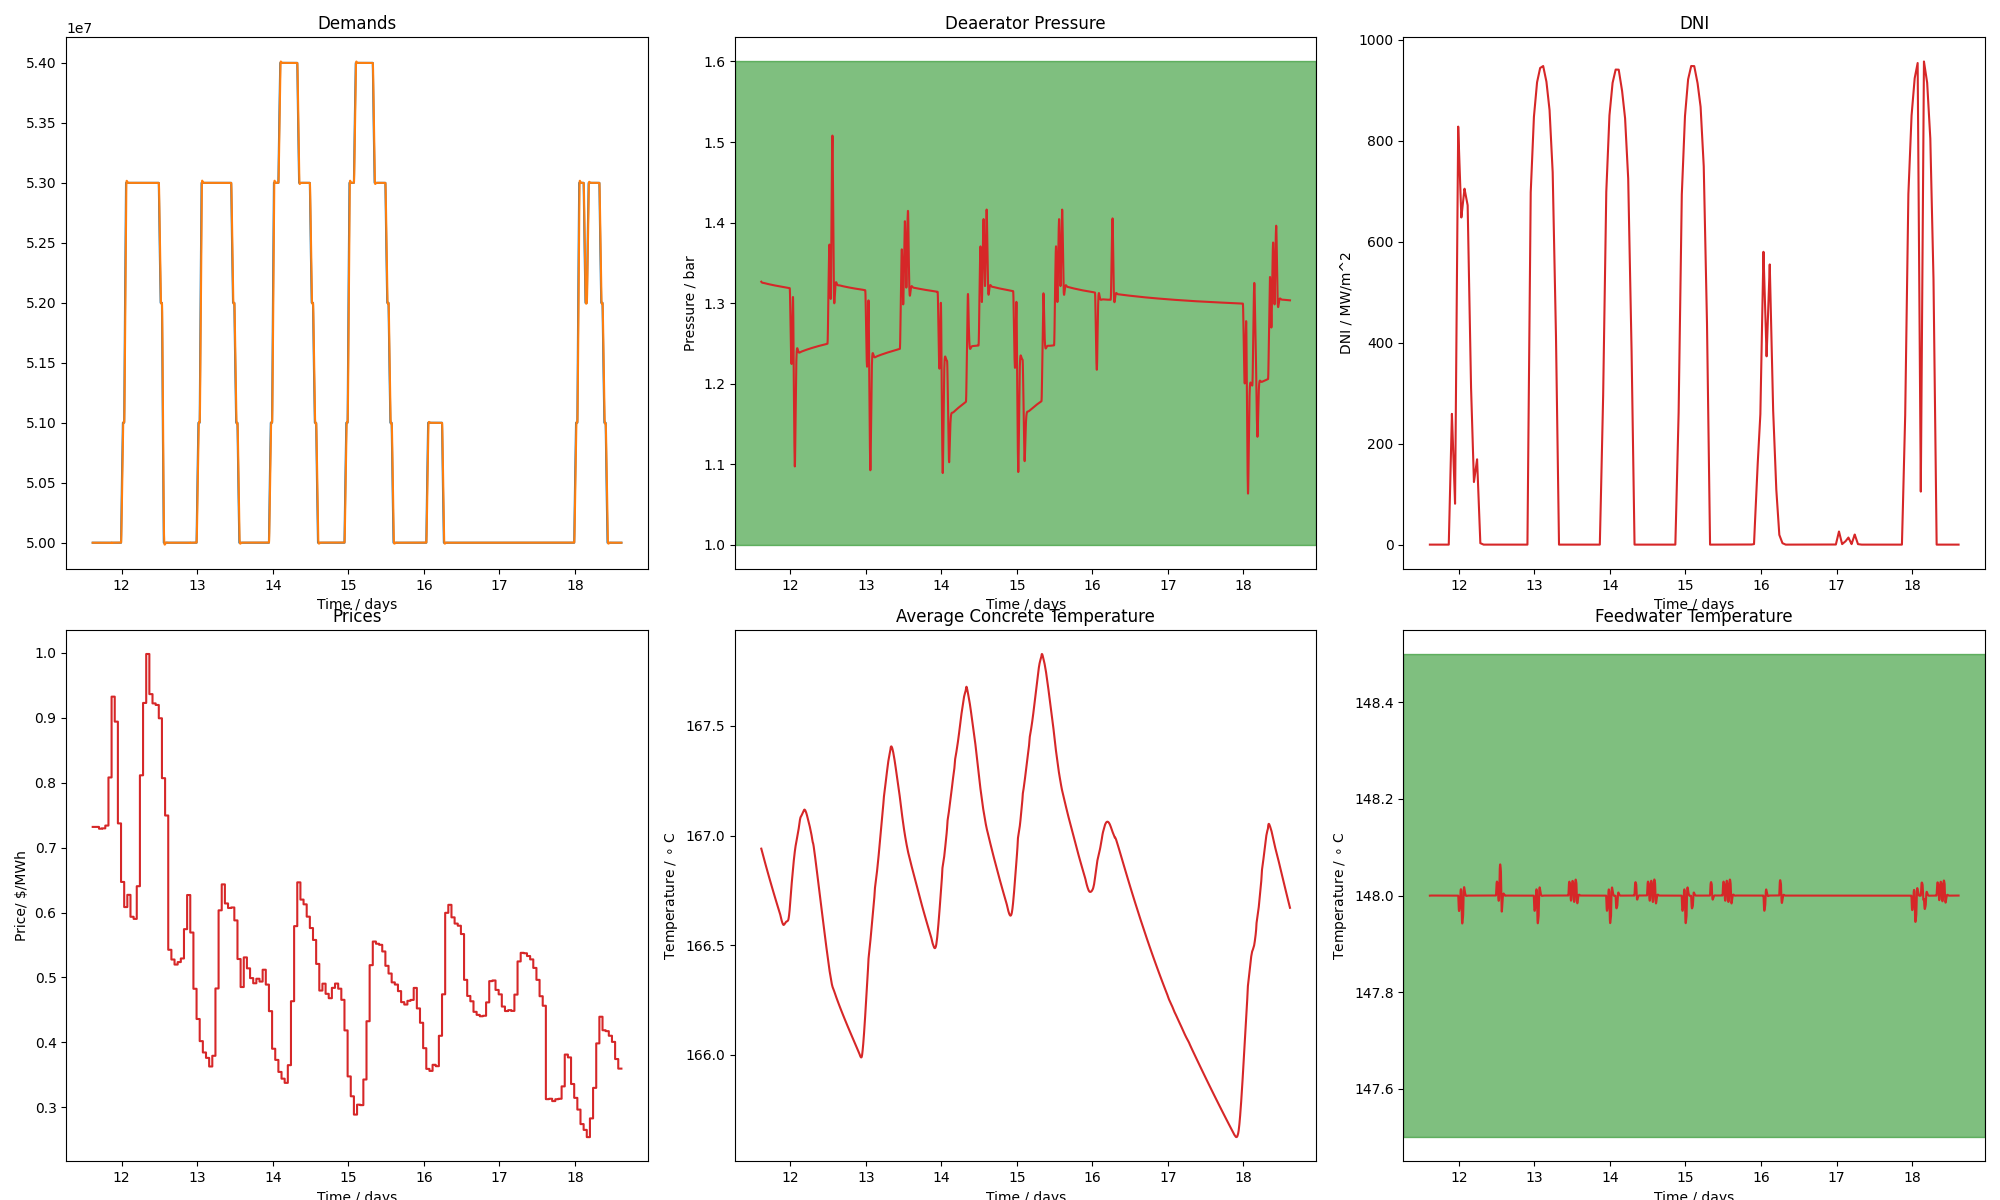 Demands
1e7
5.40
5.35
5.30
5.25
5.20
5.15
5.10
5.05
5.00
12 13 14 15 16 17 18
Time / days
Deaerator Pressure
Pressure / bar
1.6
1.5
1.4
1.3
1.2
1.1
1.0
12 13 14 15 16 17 18
Time / days
DNI
DNI / MW/m^2
1000
800
600
400
200
0
12 13 14 15 16 17 18
Time / days
Prices
Price/ $/MWh
1.0
0.9
0.8
0.7
0.6
0.5
0.4
0.3
12 13 14 15 16 17 18
Time / days
Average Concrete Temperature
Temperature / ∘ C
167.5
167.0
166.5
166.0
12 13 14 15 16 17 18
Time / days
Feedwater Temperature
Temperature / ∘ C
148.4
148.2
148.0
147.8
147.6
12 13 14 15 16 17 18
Time / days